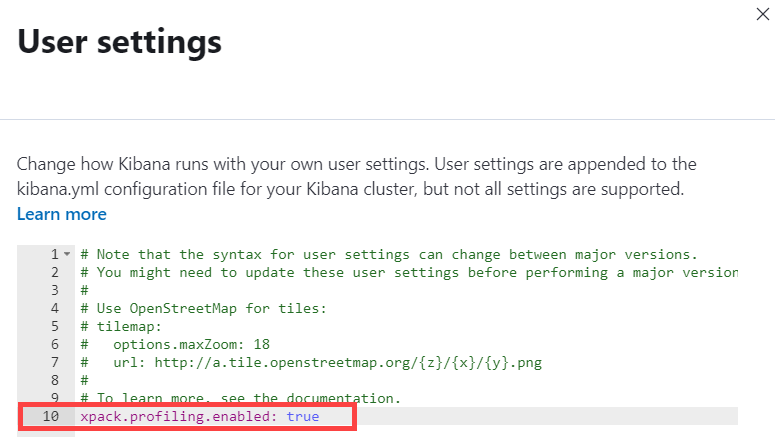 User settings
Change how Kibana runs with your own user settings. User settings are appended to the
kibana.yml configuration file for your Kibana cluster, but not all settings are supported.
Learn more
1 # Note that the syntax for user settings can change between major versions.
2 # You might need to update these user settings before performing a major version
3 #
4 # Use OpenStreetMap for tiles:
5 # tilemap:
6 #   options.maxZoom: 18
7 #   url: http://a.tile.openstreetmap.org/{z}/{x}/{y}.png
8 #
9 # To learn more, see the documentation.
10 xpack.profiling.enabled: true